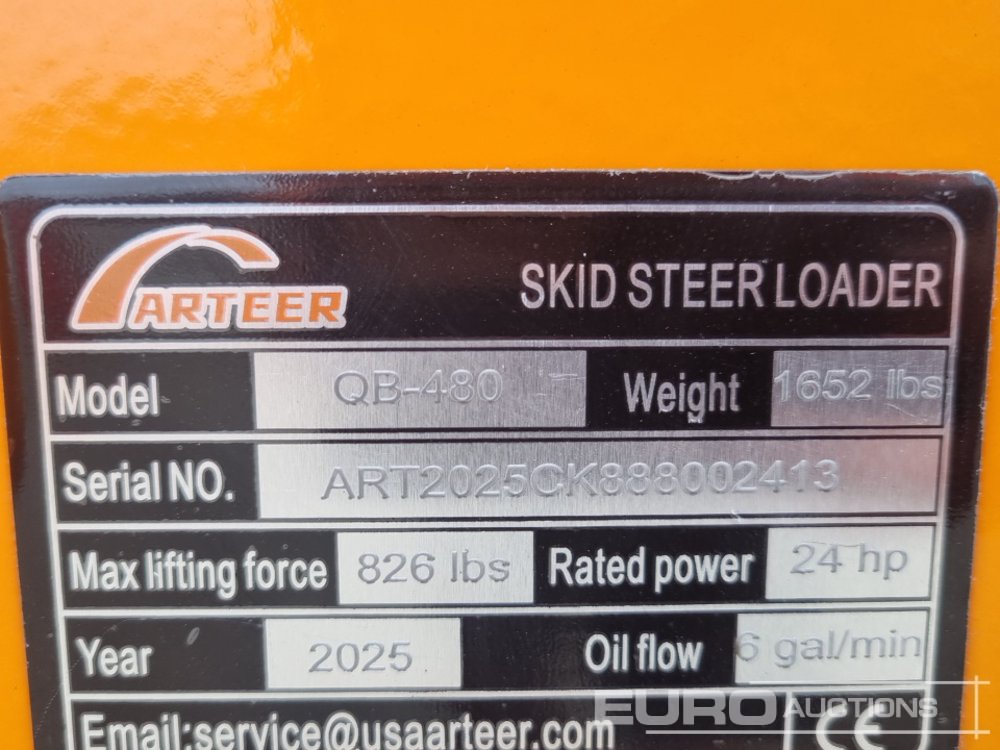 ARTEER SKID STEER LOADER
Model QB-480 Weight 1652 lbs
Serial NO. ART2025CK888002413
Max lifting force 826 lbs Rated power 24 hp
Year 2025 Oil flow 6 gal/min
Email:service@usaarteer.com CE
EURO AUCTIONS